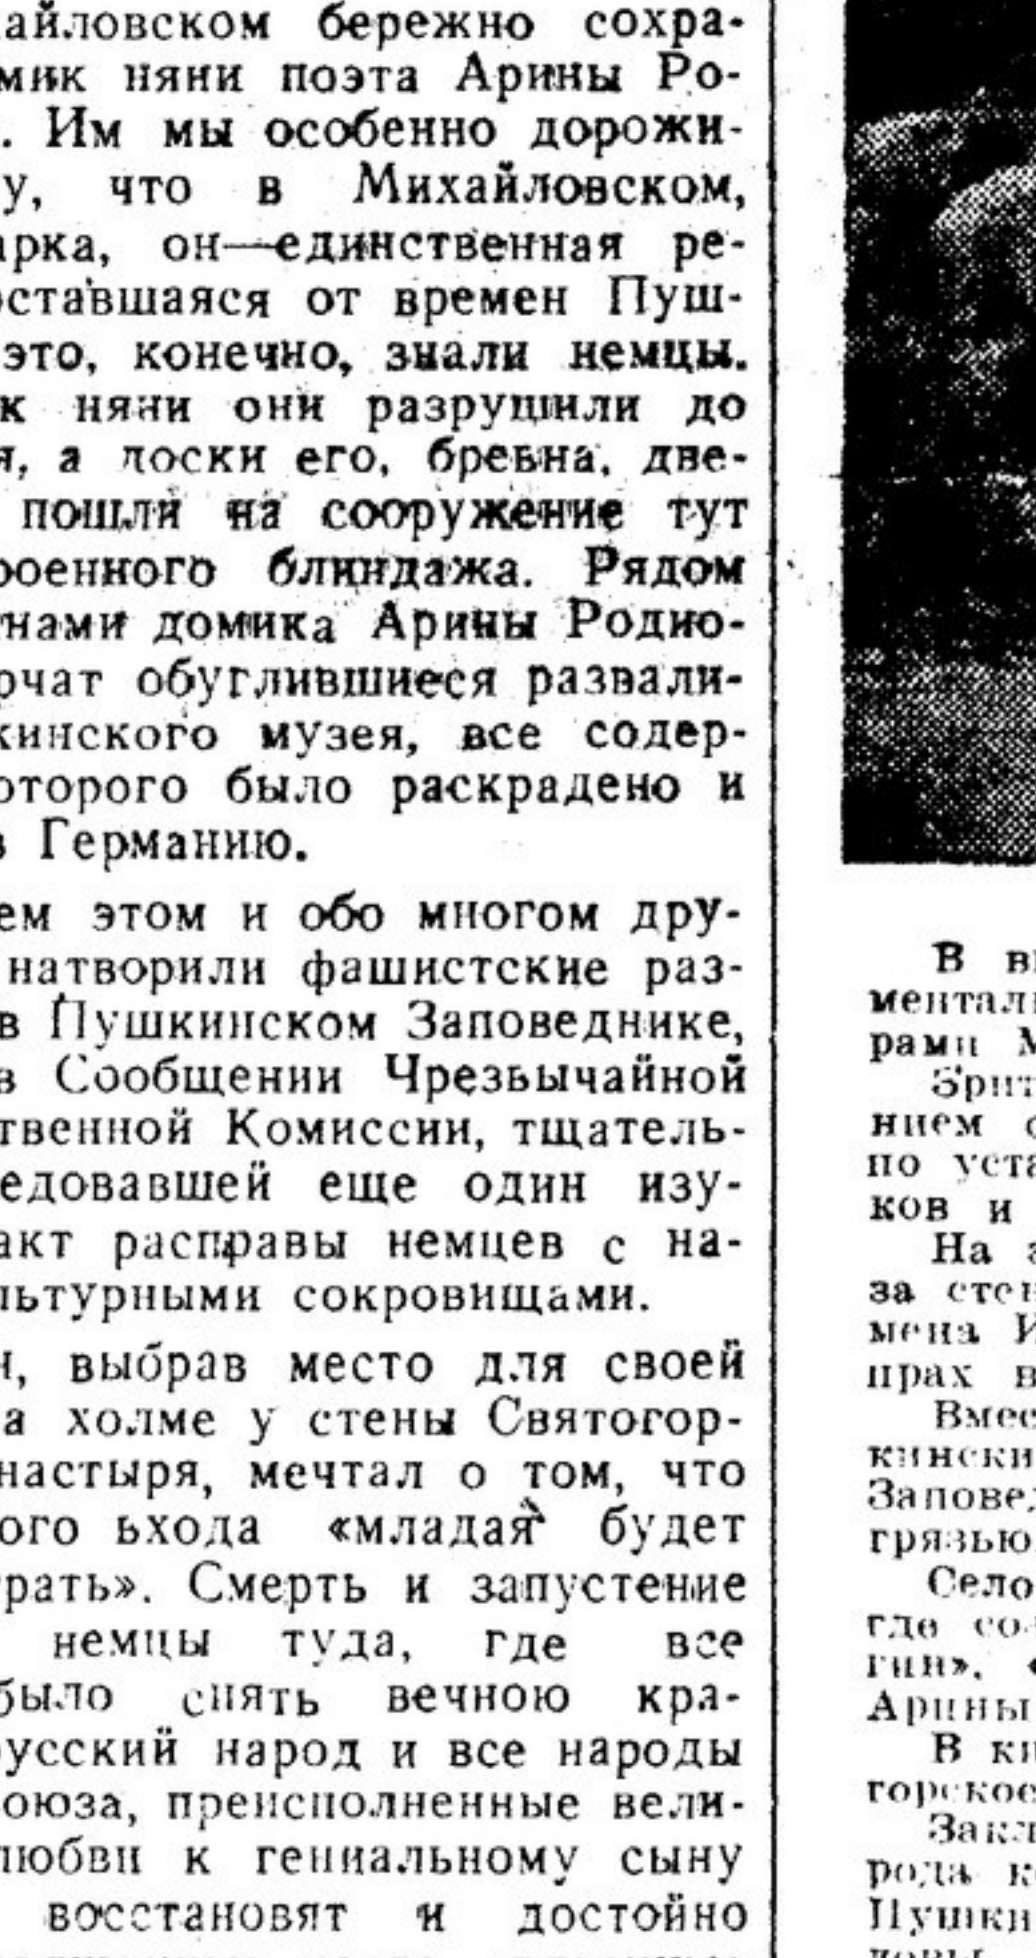 айловском бережно сохра-
мик няни поэта Арины Ро-
. Им мы особенно дорожи-
у, что в Михайловском,
арка, он—единственная ре-
оставшаяся от времен Пуш-
это, конечно, знали немцы.
к няни они разрушили до
я, а доски его, бревна, две-
пошли на сооружение тут
роенного блиндажа. Рядом
нами домика Арины Родио-
рчат обуглившиеся развали-
кинского музея, все содер-
оторого было раскрадено и
в Германию.
ем этом и обо многом дру-
натворили фашистские раз-
в Пушкинском Заповеднике,
в Сообщении Чрезвычайной
твенной Комиссии, тщатель-
едовавшей еще один изу-
акт расправы немцев с на-
льтурными сокровищами.
н, выбрав место для своей
а холме у стены Святогор-
настыря, мечтал о том, что
ого входа «младая будет
грать». Смерть и запустение
немцы туда, где все
было сиять вечною кра-
русский народ и все народы
оюза, преисполненные вели-
любви к гениальному сыну
восстановят и достойно
В
ментал
рами М
Зрит
нием
по уста
ков и
На
за стен
мена И
прах в
Вмес
кински
Запове
грязью
Село
где со
гин».
Арины
В кн
горское
Закл
рода к
Пушки